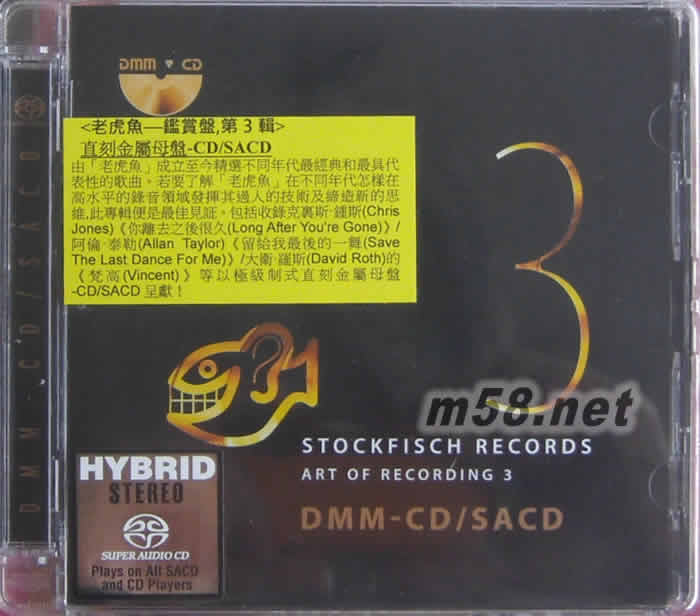 DMM CD
<老虎魚—鑑賞盤,第 3 輯>
直刻金屬母盤-CD/SACD
由「老虎魚」成立至今精選不同年代最經典和最具代
表性的歌曲。若要了解「老虎魚」在不同年代怎樣在
高水平的錄音領域發揮其過人的技術及締造新的思
維,此專輯便是最佳見証。包括收錄克裏斯·鍾斯(Chris
Jones)《你離去之後很久(Long After You're Gone)》/
阿倫·泰勒(Allan Taylor)《留給我最後的一舞(Save
The Last Dance For Me)》/大衛·羅斯(David Roth)的
《梵高(Vincent)》等以極級制式直刻金屬母盤
-CD/SACD 呈獻！
3
m58.net
STOCKFISCH RECORDS
ART OF RECORDING 3
DMM-CD/SACD
HYBRID
STEREO
SUPER AUDIO CD
Plays on All SACD
and CD Players
DMM-CD/SACD